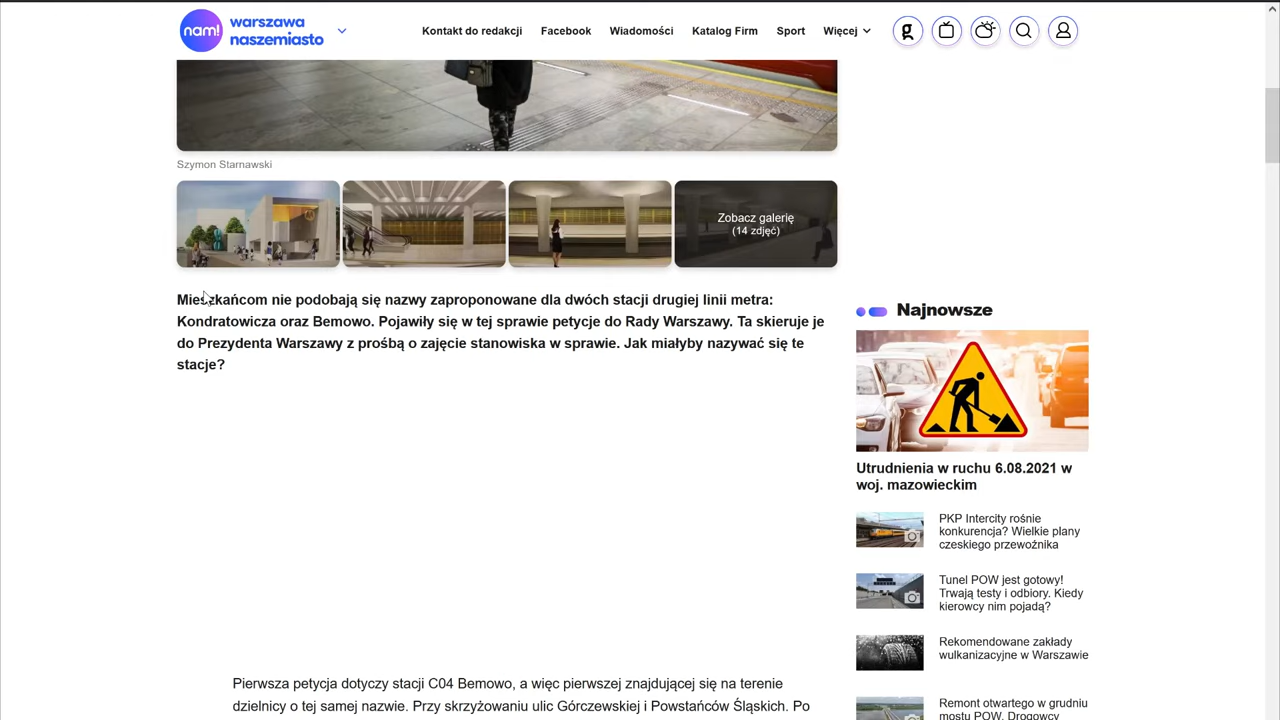 nam! warszawa
naszemiasto
Kontakt do redakcji Facebook Wiadomości Katalog Firm Sport Więcej
g
Szymon Starnawski
Zobacz galerię
(14 zdjęć)
Mieszkańcom nie podobają się nazwy zaproponowane dla dwóch stacji drugiej linii metra:
Kondratowicza oraz Bemowo. Pojawiły się w tej sprawie petycje do Rady Warszawy. Ta skieruje je
do Prezydenta Warszawy z prośbą o zajęcie stanowiska w sprawie. Jak miałyby nazywać się te
stacje?
Pierwsza petycja dotyczy stacji C04 Bemowo, a więc pierwszej znajdującej się na terenie
dzielnicy o tej samej nazwie. Przy skrzyżowaniu ulic Górczewskiej i Powstańców Śląskich. Po
Najnowsze
Utrudnienia w ruchu 6.08.2021 w
woj. mazowieckim
PKP Intercity rośnie
konkurencja? Wielkie plany
czeskiego przewoźnika
Tunel POW jest gotowy!
Trwają testy i odbiory. Kiedy
kierowcy nim pojadą?
Rekomendowane zakłady
wulkanizacyjne w Warszawie
Remont otwartego w grudniu
mostu POW. Drogowcy